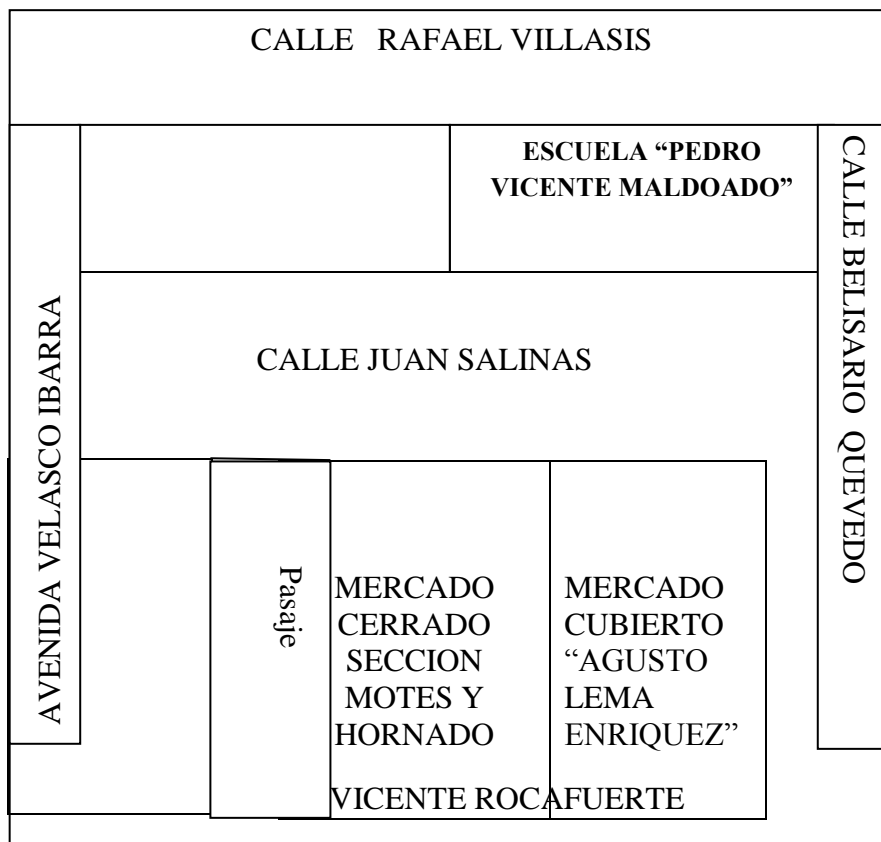 CALLE RAFAEL VILLASIS
ESCUELA “PEDRO
VICENTE MALDOADO”
CALLE BELISARIO QUEVEDO
AVENIDA VELASCO IBARRA
CALLE JUAN SALINAS
Pasaje
MERCADO
CERRADO
SECCION
MOTES Y
HORNADO
MERCADO
CUBIERTO
“AGUSTO
LEMA
ENRIQUEZ”
VICENTE ROCAFUERTE